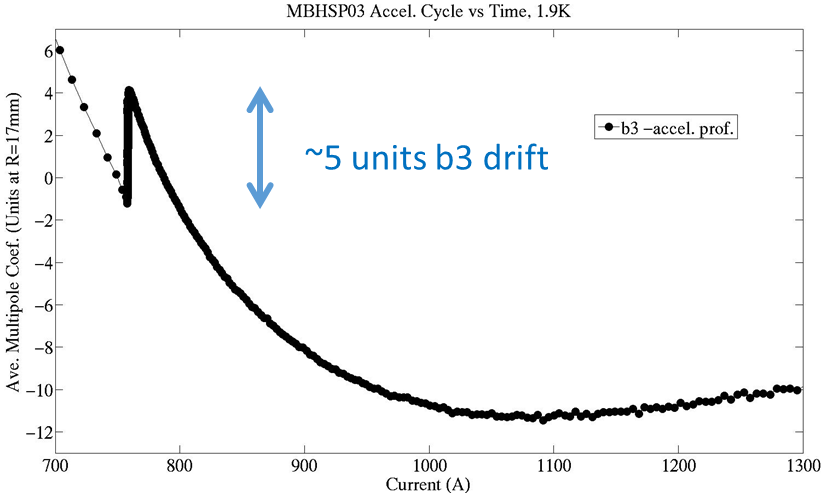 MBHSP03 Accel. Cycle vs Time, 1.9K
Ave. Multipole Coef. (Units at R=17mm)
6
4
2
0
−2
−4
−6
−8
−10
−12
b3 −accel. prof.
~5 units b3 drift
700 800 900 1000 1100 1200 1300
Current (A)